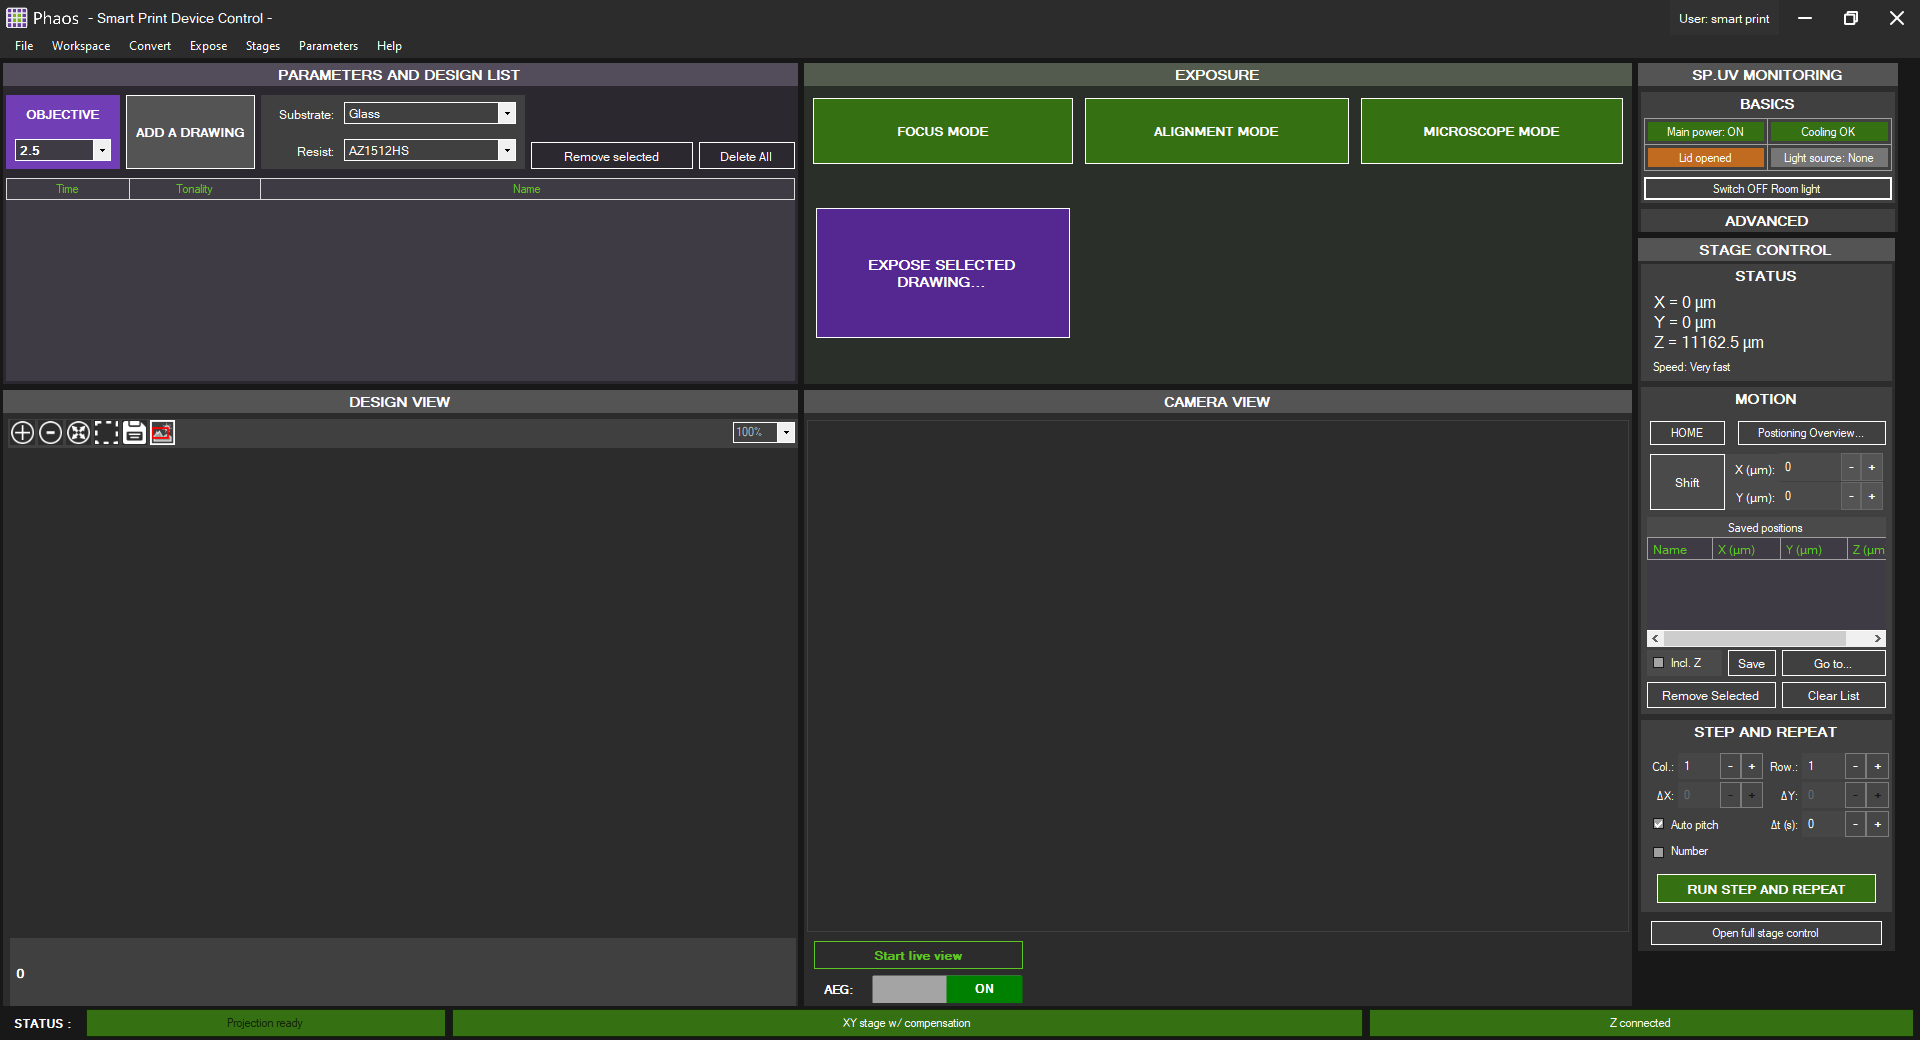 Phaos - Smart Print Device Control -
User: smart print
File Workspace Convert Expose Stages Parameters Help
PARAMETERS AND DESIGN LIST
OBJECTIVE
2.5
ADD A DRAWING
Substrate: Glass
Resist: AZ1512HS
Remove selected
Delete All
Time Tonality Name
EXPOSURE
FOCUS MODE
ALIGNMENT MODE
MICROSCOPE MODE
EXPOSE SELECTED
DRAWING...
DESIGN VIEW
100%
0
CAMERA VIEW
Start live view
AEG: ON
SP.UV MONITORING
BASICS
Main power: ON Cooling OK
Lid opened Light source: None
Switch OFF Room light
ADVANCED
STAGE CONTROL
STATUS
X = 0 µm
Y = 0 µm
Z = 11162.5 µm
Speed: Very fast
MOTION
HOME Postioning Overview...
Shift
X (µm): 0 - +
Y (µm): 0 - +
Saved positions
Name X (µm) Y (µm) Z (µm
< >
Incl. Z Save Go to...
Remove Selected Clear List
STEP AND REPEAT
Col.: 1 - + Row.: 1 - +
ΔX: 0 - + ΔY: 0 - +
Auto pitch Δt (s): 0 - +
Number
RUN STEP AND REPEAT
Open full stage control
STATUS : Projection ready XY stage w/ compensation Z connected